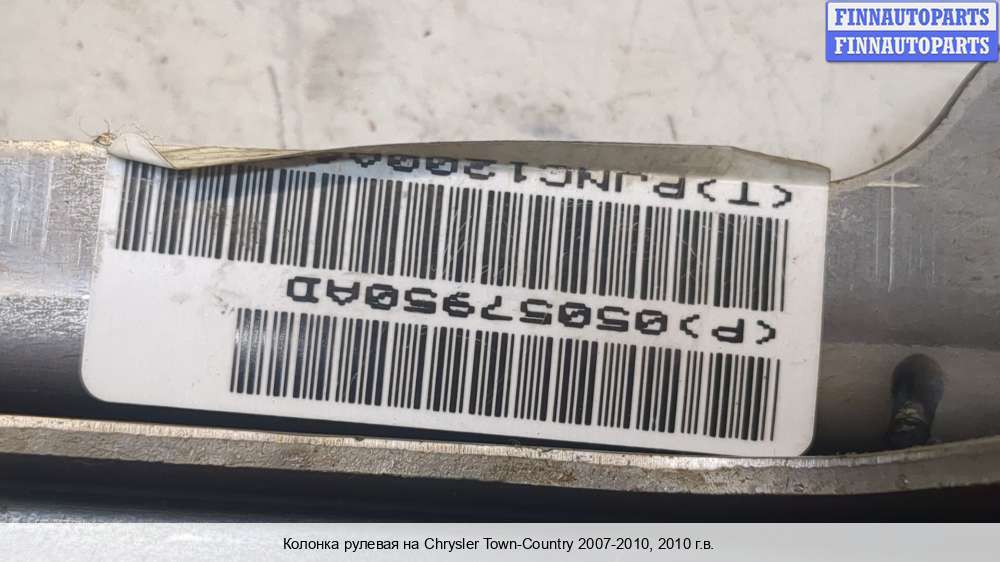 FINNAUTOPARTS
FINNAUTOPARTS
(P)05057950AD
Колонка рулевая на Chrysler Town-Country 2007-2010, 2010 г.в.